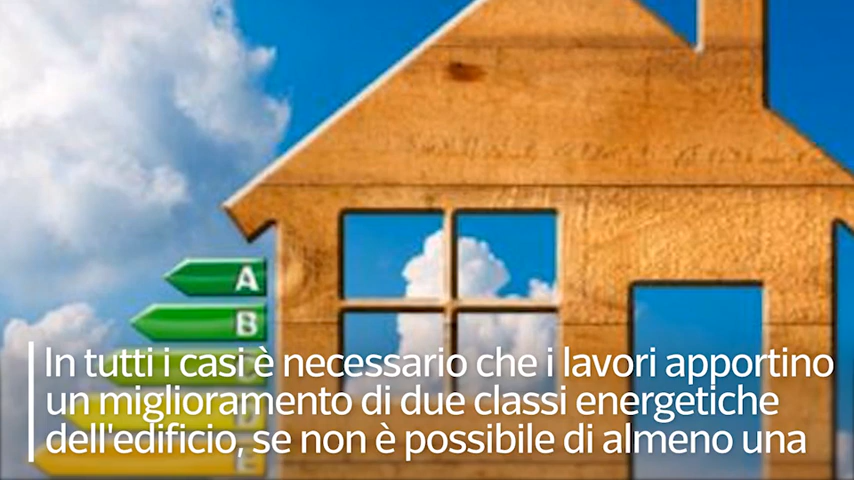 A
B
C
D
E
In tutti i casi è necessario che i lavori apportino
un miglioramento di due classi energetiche
dell'edificio, se non è possibile di almeno una